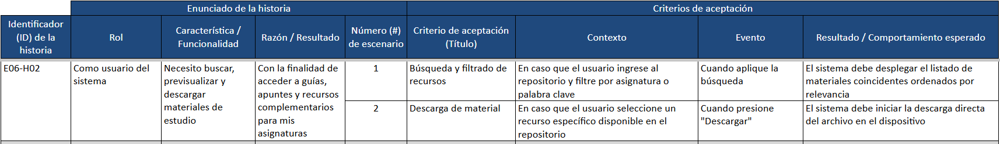 Enunciado de la historia
Criterios de aceptación
Identificador
(ID) de la
historia
Rol
Característica /
Funcionalidad
Razón / Resultado
Número (#)
de escenario
Criterio de aceptación
(Título)
Contexto
Evento
Resultado / Comportamiento esperado
E06-H02
Como usuario del
sistema
Necesito buscar,
previsualizar y
descargar
materiales de
estudio
Con la finalidad de
acceder a guías,
apuntes y recursos
complementarios
para mis
asignaturas
1
Búsqueda y filtrado de
recursos
En caso que el usuario ingrese al
repositorio y filtre por asignatura o
palabra clave
Cuando aplique la
búsqueda
El sistema debe desplegar el listado de
materiales coincidentes ordenados por
relevancia
2
Descarga de material
En caso que el usuario seleccione un
recurso específico disponible en el
repositorio
Cuando presione
"Descargar"
El sistema debe iniciar la descarga directa
del archivo en el dispositivo